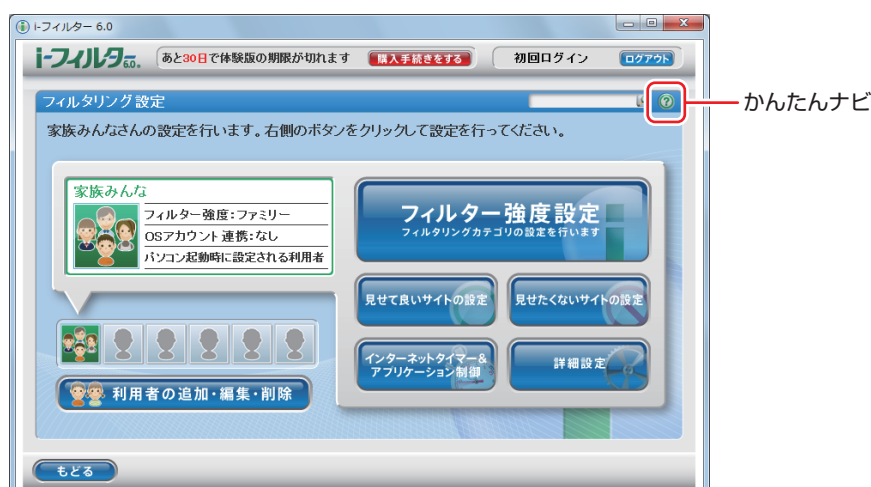 i-フィルター 6.0
i-フィルター6.0.
あと30日で体験版の期限が切れます
購入手続きをする
初回ログイン
ログアウト
フィルタリング設定
?
かんたんナビ
家族みんなさんの設定を行います。右側のボタンをクリックして設定を行ってください。
家族みんな
フィルター強度：ファミリー
OSアカウント連携：なし
パソコン起動時に設定される利用者
フィルター強度設定
フィルタリングカテゴリの設定を行います
見せて良いサイトの設定
見せたくないサイトの設定
インターネットタイマー&
アプリケーション制御
詳細設定
利用者の追加・編集・削除
もどる